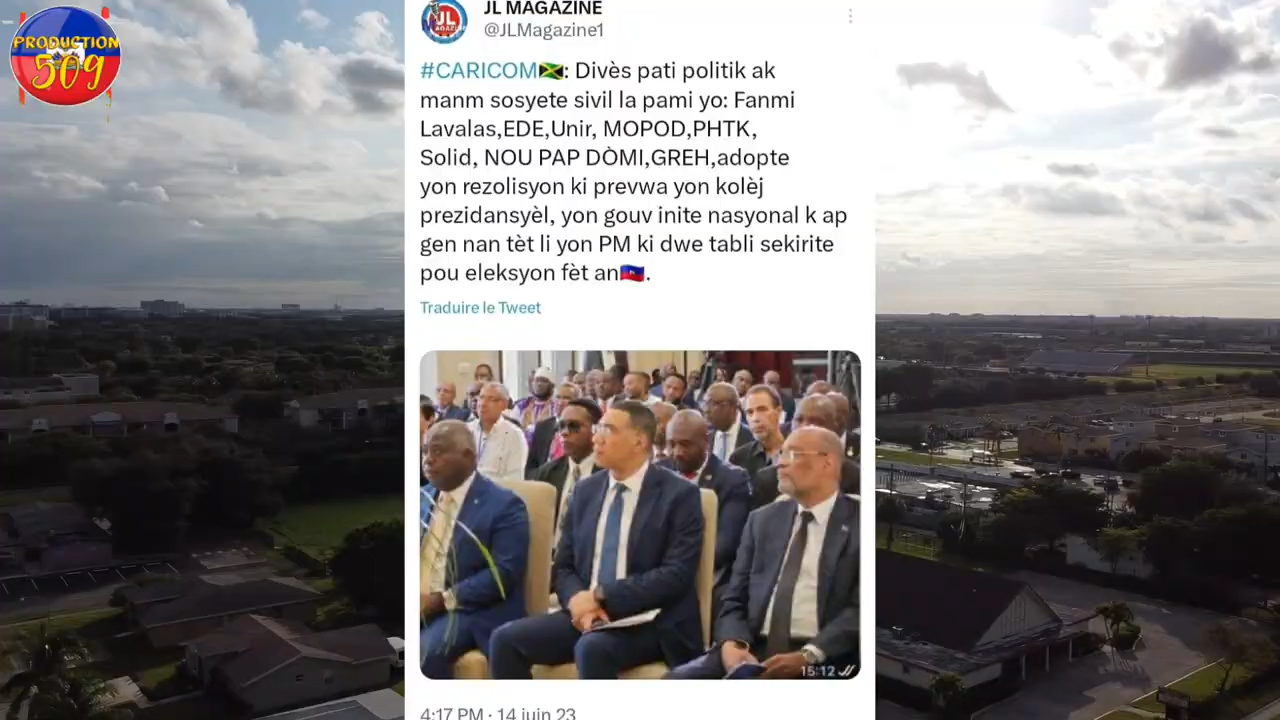 PRODUCTION
509
JL
JL MAGAZINE
@JLMagazine1
#CARICOM🇯🇲: Divès pati politik ak
manm sosyete sivil la pami yo: Fanmi
Lavalas,EDE,Unir, MOPOD,PHTK,
Solid, NOU PAP DÒMI,GREH,adopte
yon rezolisyon ki prevwa yon kolèj
prezidansyèl, yon gouv inite nasyonal k ap
gen nan tèt li yon PM ki dwe tabli sekirite
pou eleksyon fèt an🇭🇹.
Traduire le Tweet
15:12
4:17 PM · 14 juin 23